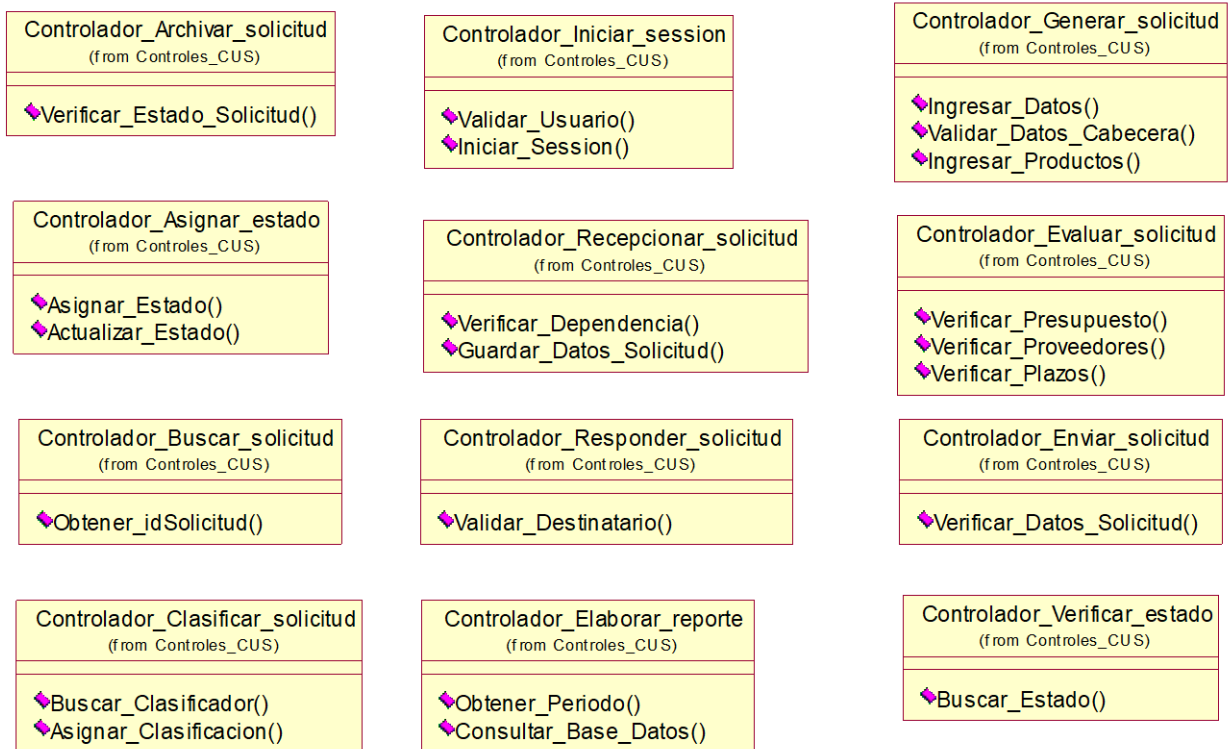 Controlador_Archivar_solicitud
(from Controles_CUS)
Verificar_Estado_Solicitud()
Controlador_Iniciar_session
(from Controles_CUS)
Validar_Usuario()
Iniciar_Session()
Controlador_Generar_solicitud
(from Controles_CUS)
Ingresar_Datos()
Validar_Datos_Cabecera()
Ingresar_Productos()
Controlador_Asignar_estado
(from Controles_CUS)
Asignar_Estado()
Actualizar_Estado()
Controlador_Recepcionar_solicitud
(from Controles_CUS)
Verificar_Dependencia()
Guardar_Datos_Solicitud()
Controlador_Evaluar_solicitud
(from Controles_CUS)
Verificar_Presupuesto()
Verificar_Proveedores()
Verificar_Plazos()
Controlador_Buscar_solicitud
(from Controles_CUS)
Obtener_idSolicitud()
Controlador_Responder_solicitud
(from Controles_CUS)
Validar_Destinatario()
Controlador_Enviar_solicitud
(from Controles_CUS)
Verificar_Datos_Solicitud()
Controlador_Clasificar_solicitud
(from Controles_CUS)
Buscar_Clasificador()
Asignar_Clasificacion()
Controlador_Elaborar_reporte
(from Controles_CUS)
Obtener_Periodo()
Consultar_Base_Datos()
Controlador_Verificar_estado
(from Controles_CUS)
Buscar_Estado()